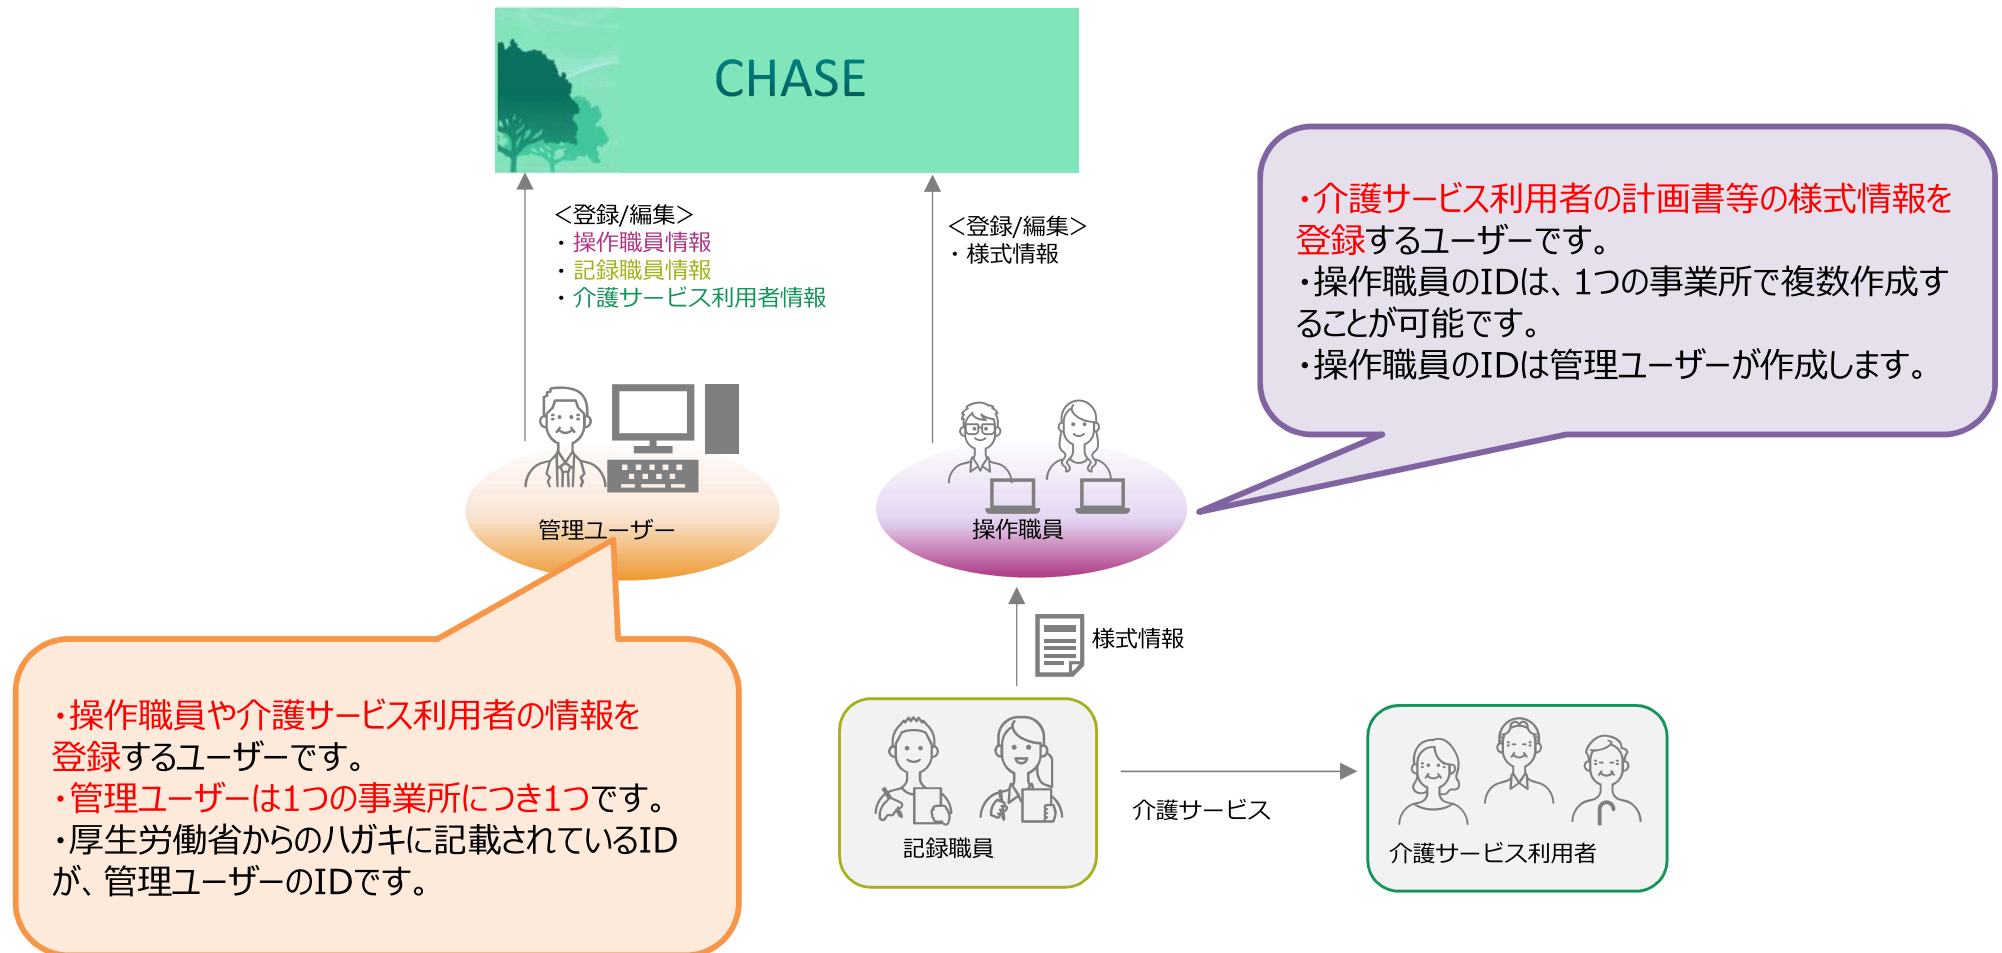 CHASE
＜登録/編集＞
・操作職員情報
・記録職員情報
・介護サービス利用者情報
＜登録/編集＞
・様式情報
・介護サービス利用者の計画書等の様式情報を
登録するユーザーです。
・操作職員のIDは、1つの事業所で複数作成す
ることが可能です。
・操作職員のIDは管理ユーザーが作成します。
管理ユーザー
操作職員
様式情報
・操作職員や介護サービス利用者の情報を
登録するユーザーです。
・管理ユーザーは1つの事業所につき1つです。
・厚生労働省からのハガキに記載されているID
が、管理ユーザーのIDです。
記録職員
介護サービス
介護サービス利用者